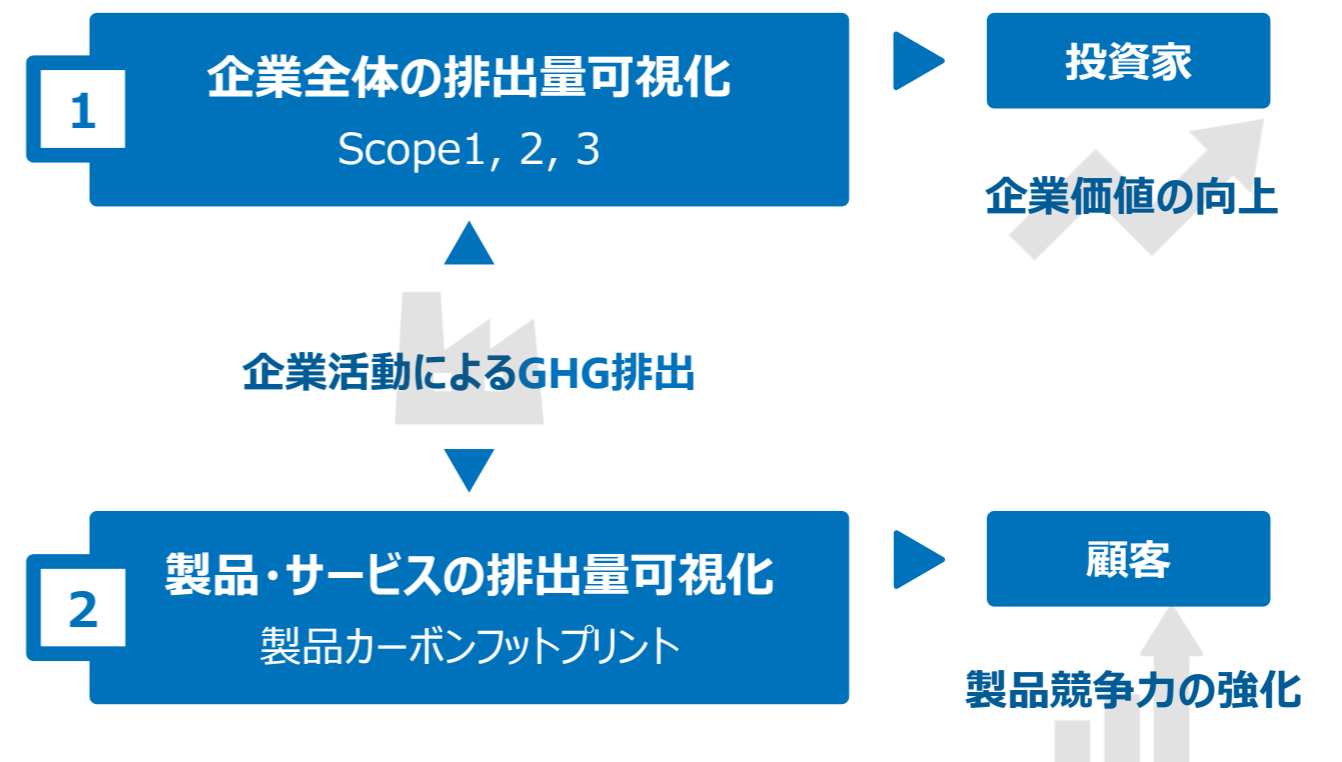 1
企業全体の排出量可視化
Scope1, 2, 3
投資家
企業価値の向上
企業活動によるGHG排出
2
製品・サービスの排出量可視化
製品カーボンフットプリント
顧客
製品競争力の強化